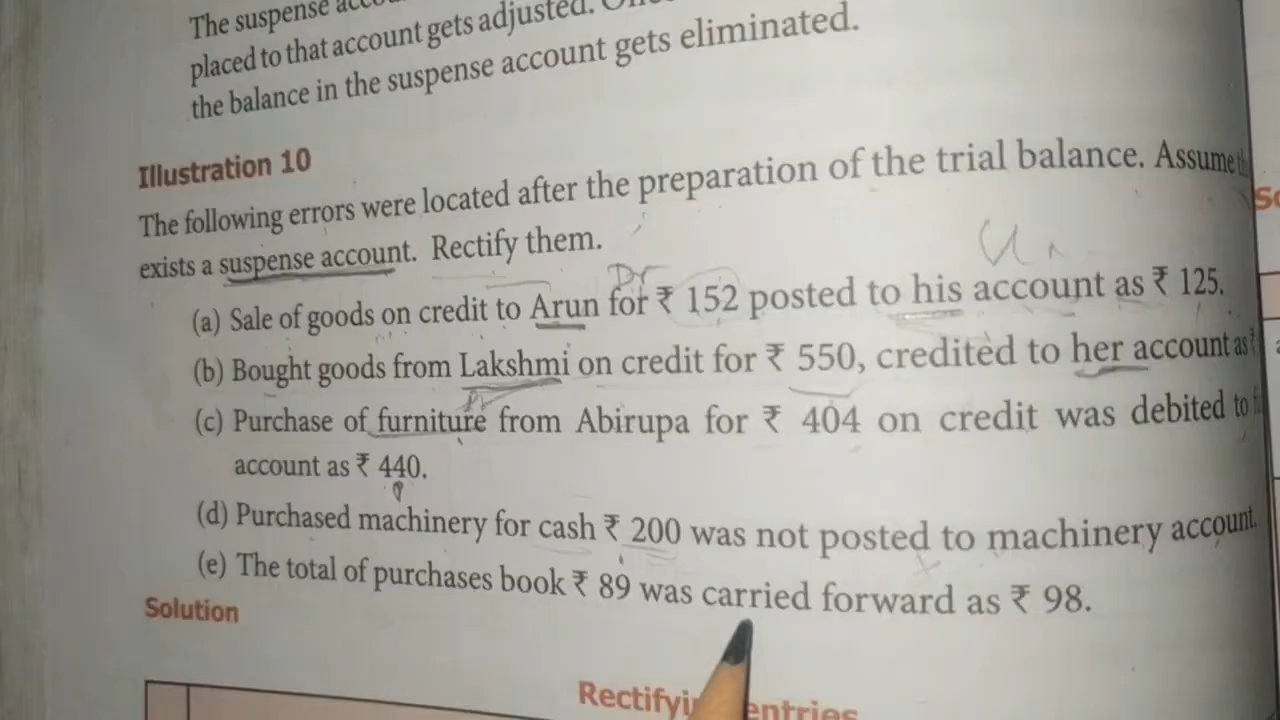 The suspense
placed to that account gets adjusted.
the balance in the suspense account gets eliminated.
Illustration 10
The following errors were located after the preparation of the trial balance. Assume
exists a suspense account. Rectify them.
Dr
(a) Sale of goods on credit to Arun for ₹ 152 posted to his account as ₹ 125.
(b) Bought goods from Lakshmi on credit for ₹ 550, credited to her account as
(c) Purchase of furniture from Abirupa for ₹ 404 on credit was debited to
account as ₹ 440.
(d) Purchased machinery for cash ₹ 200 was not posted to machinery account.
(e) The total of purchases book ₹ 89 was carried forward as ₹ 98.
Solution
entries